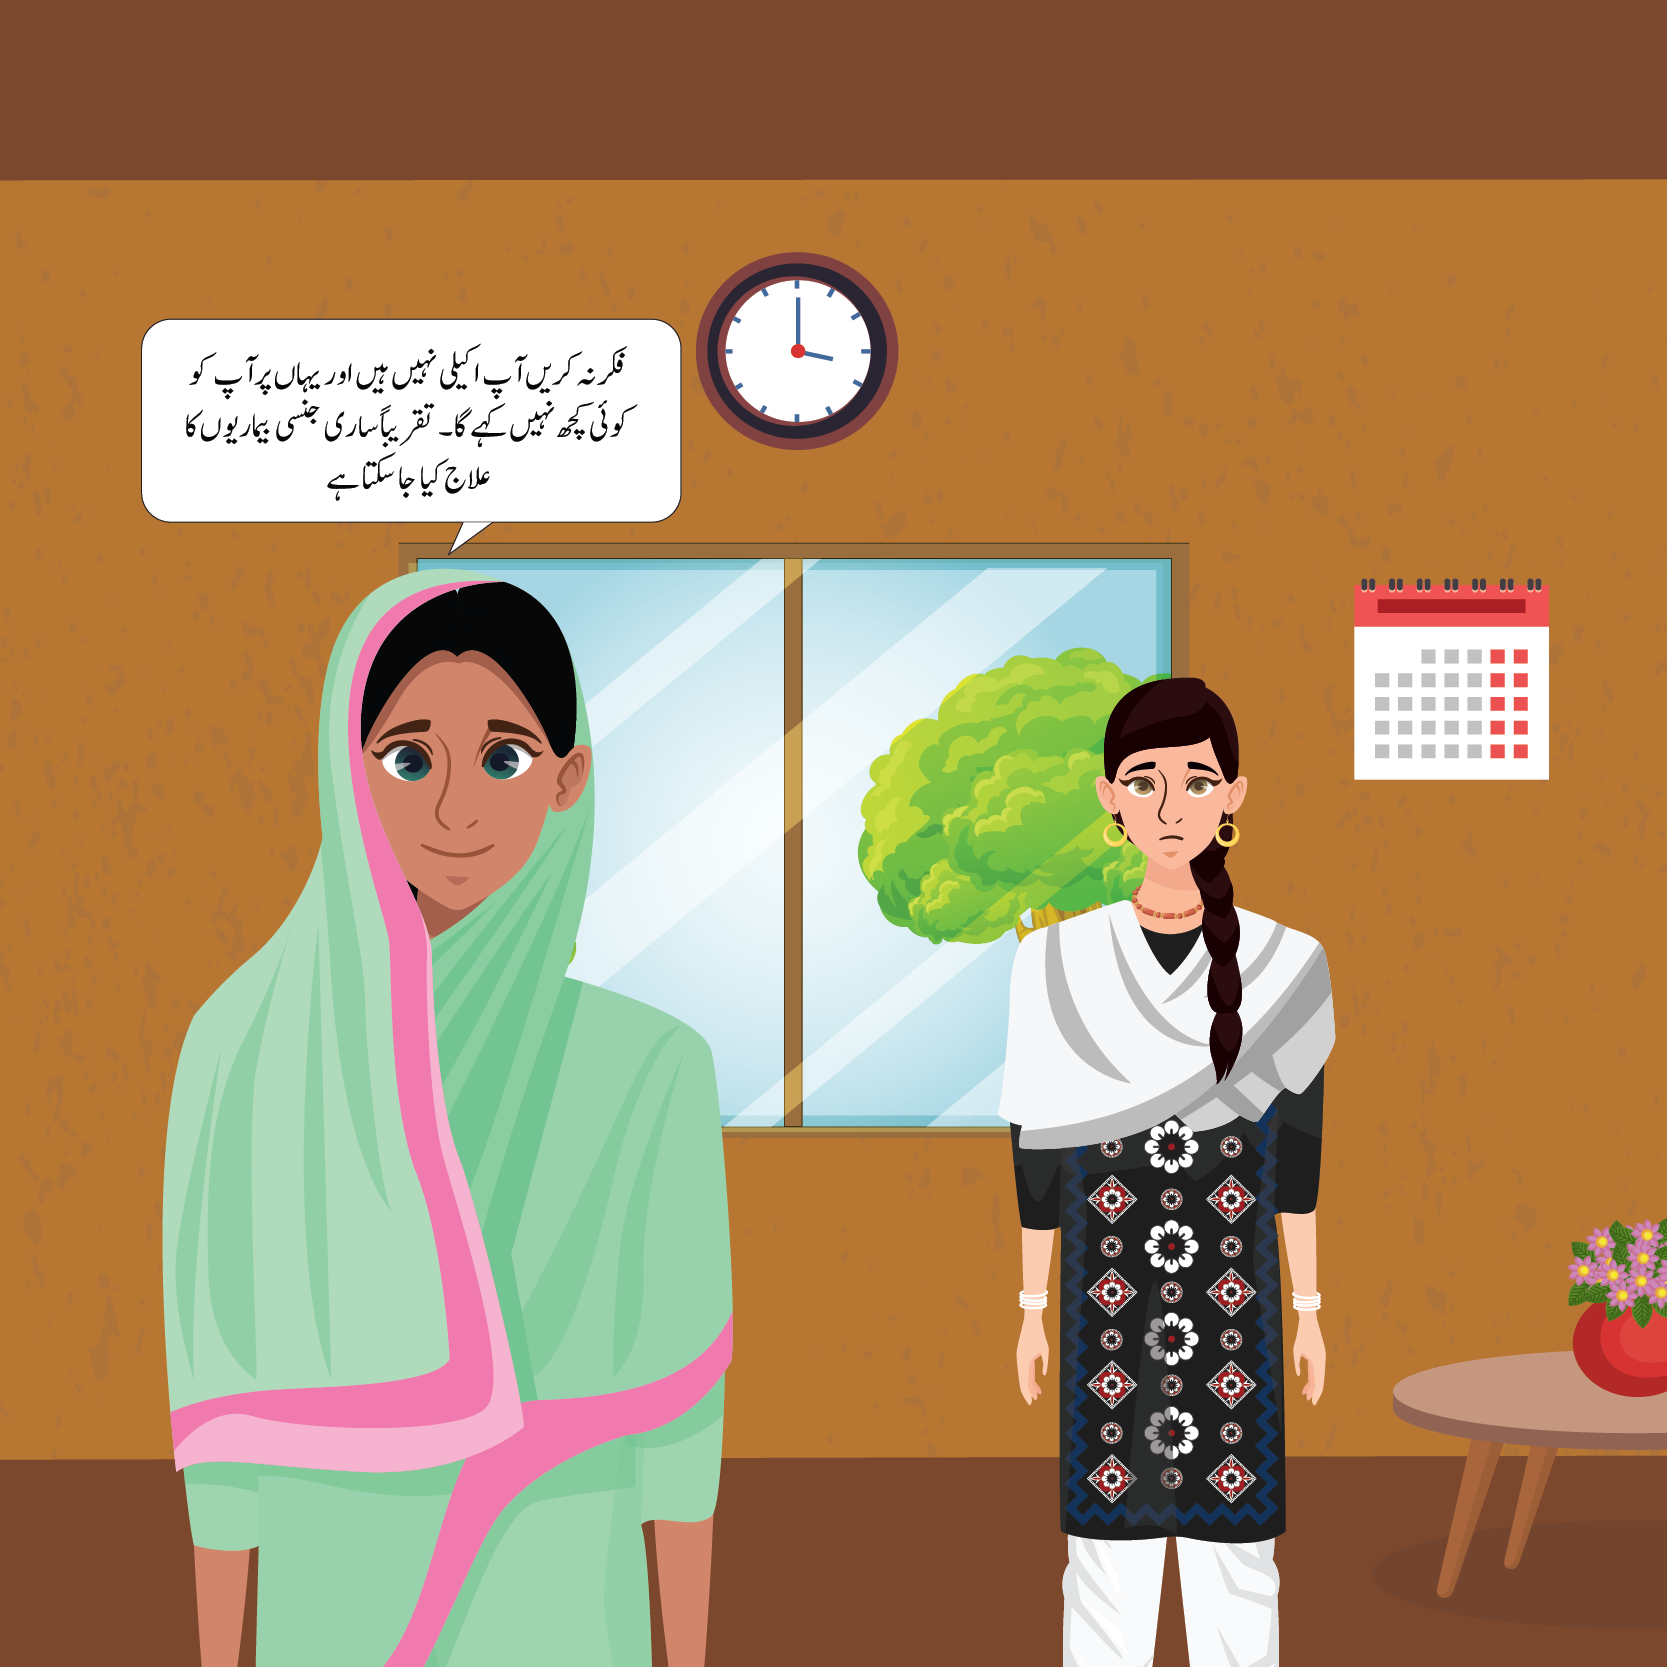 فکر نہ کریں آپ اکیلی نہیں ہیں اور یہاں پر آپ کو
کوئی کچھ نہیں کہے گا۔ تقریباً ساری جنسی بیماریوں کا
علاج کیا جا سکتا ہے